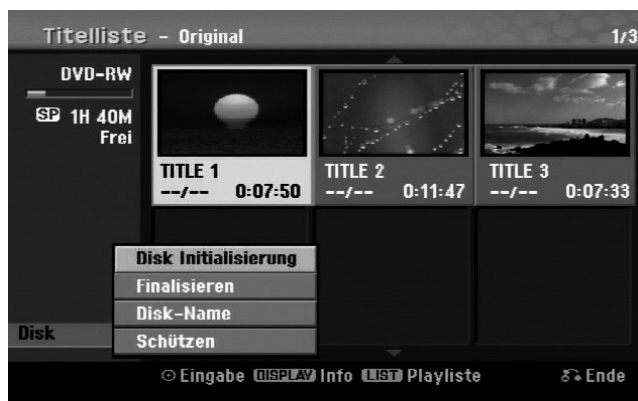 Titelliste – Original 1/3
DVD-RW
SP 1H 40M
Frei
TITLE 1
--/-- 0:07:50
TITLE 2
--/-- 0:11:47
TITLE 3
--/-- 0:07:33
Disk
Disk Initialisierung
Finalisieren
Disk-Name
Schützen
Eingabe DISPLAY Info LIST Playliste Ende